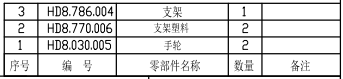 3 HD8.786.004 支架 1
2 HD8.770.006 支架塑料 2
1 HD8.030.005 手轮 2
序号 编 号 零部件名称 数量 备注